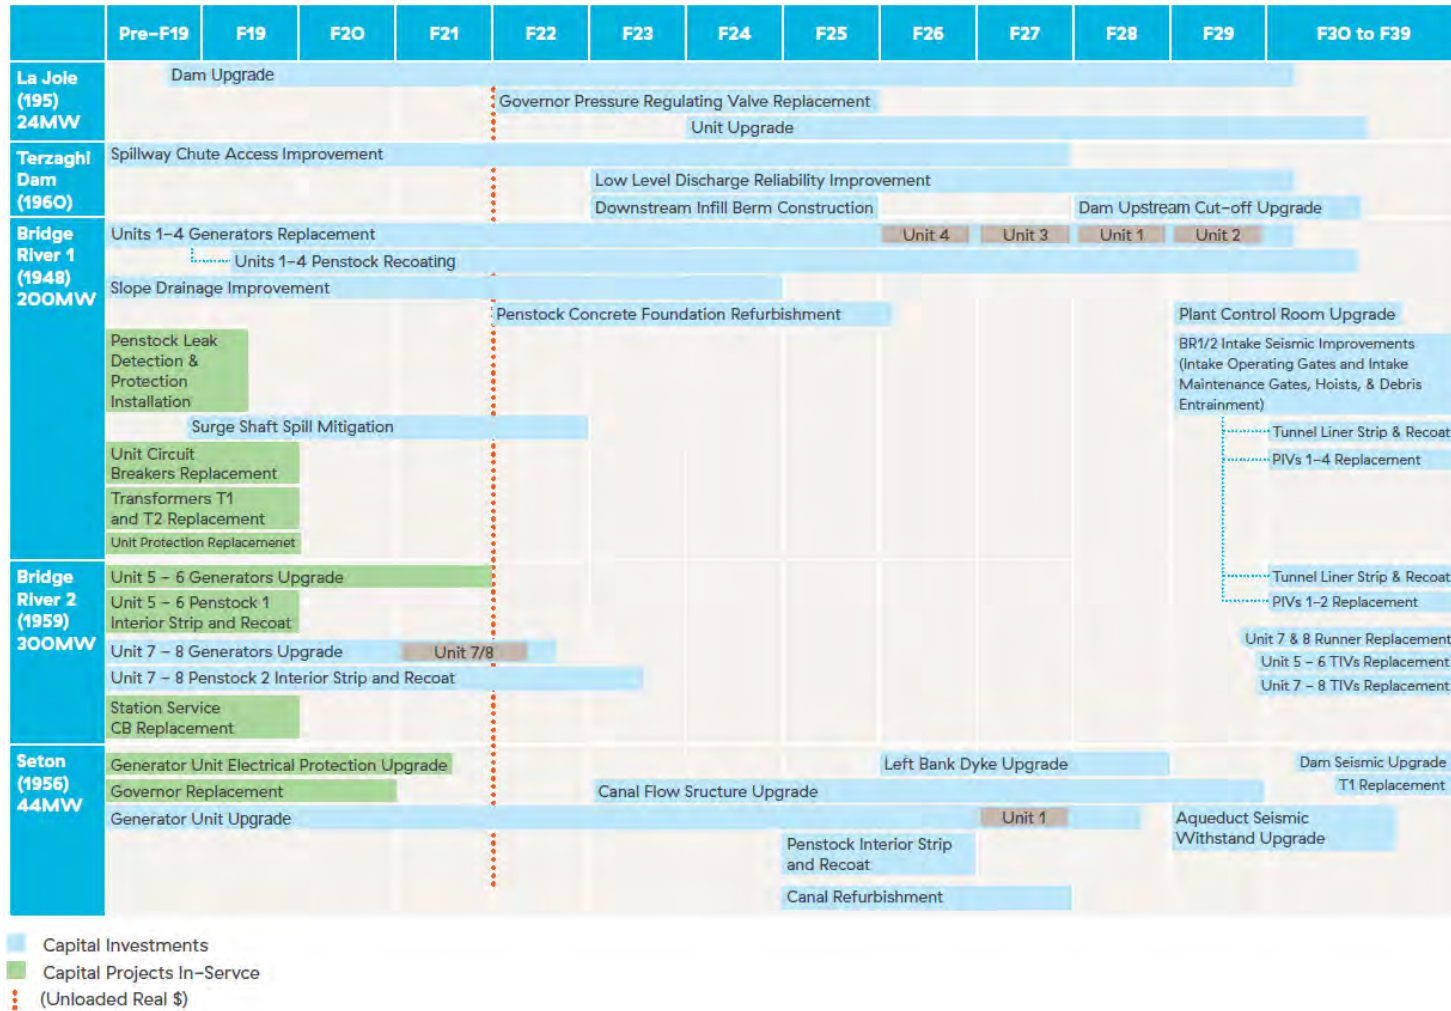 Pre-F19 F19 F20 F21 F22 F23 F24 F25 F26 F27 F28 F29 F30 to F39
La Joie
(195)
24MW
Dam Upgrade
Governor Pressure Regulating Valve Replacement
Unit Upgrade
Terzaghi
Dam
(1960)
Spillway Chute Access Improvement
Low Level Discharge Reliability Improvement
Downstream Infill Berm Construction
Dam Upstream Cut-off Upgrade
Bridge
River 1
(1948)
200MW
Units 1-4 Generators Replacement
Unit 4 Unit 3 Unit 1 Unit 2
Units 1-4 Penstock Recoating
Slope Drainage Improvement
Penstock Concrete Foundation Refurbishment
Plant Control Room Upgrade
Penstock Leak
Detection &
Protection
Installation
BR1/2 Intake Seismic Improvements
(Intake Operating Gates and Intake
Maintenance Gates, Hoists, & Debris
Entrainment)
Surge Shaft Spill Mitigation
Tunnel Liner Strip & Recoat
PIVs 1-4 Replacement
Unit Circuit
Breakers Replacement
Transformers T1
and T2 Replacement
Unit Protection Replacemenet
Bridge
River 2
(1959)
300MW
Unit 5 - 6 Generators Upgrade
Tunnel Liner Strip & Recoat
Unit 5 - 6 Penstock 1
Interior Strip and Recoat
PIVs 1-2 Replacement
Unit 7 - 8 Generators Upgrade
Unit 7/8
Unit 7 & 8 Runner Replacement
Unit 5 - 6 TIVs Replacement
Unit 7 - 8 Penstock 2 Interior Strip and Recoat
Unit 7 - 8 TIVs Replacement
Station Service
CB Replacement
Seton
(1956)
44MW
Generator Unit Electrical Protection Upgrade
Left Bank Dyke Upgrade
Dam Seismic Upgrade
Governor Replacement
Canal Flow Sructure Upgrade
T1 Replacement
Generator Unit Upgrade
Unit 1
Aqueduct Seismic
Withstand Upgrade
Penstock Interior Strip
and Recoat
Canal Refurbishment
Capital Investments
Capital Projects In-Servce
(Unloaded Real $)